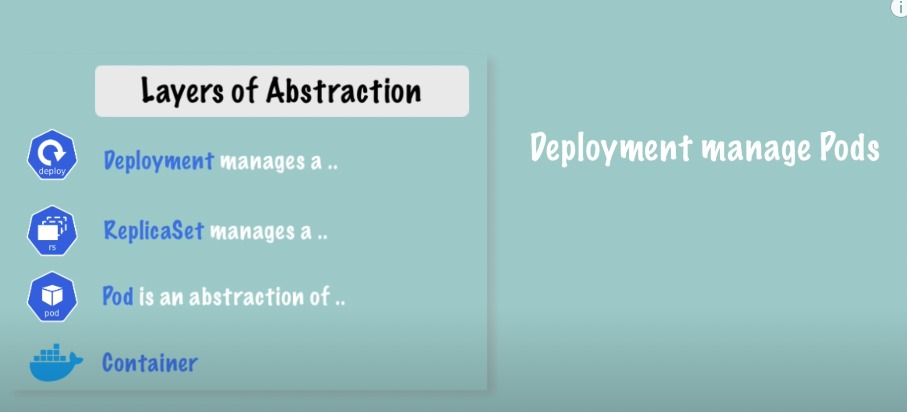 Layers of Abstraction
deploy
Deployment manages a ..
rs
ReplicaSet manages a ..
pod
Pod is an abstraction of ..
Container
Deployment manage Pods
i